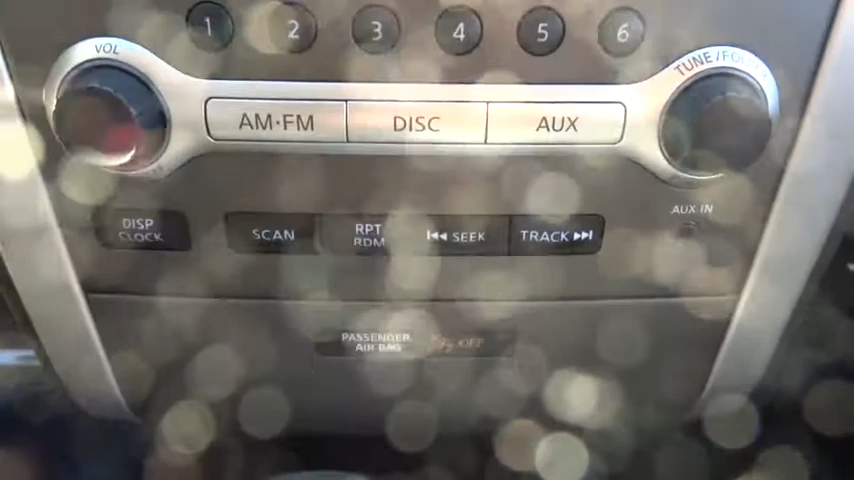 1 2 3 4 5 6
VOL TUNE/FOLDER
AM·FM DISC AUX
AUX IN
DISP SCAN RPT SEEK TRACK
CLOCK RDM
PASSENGER
AIR BAG OFF